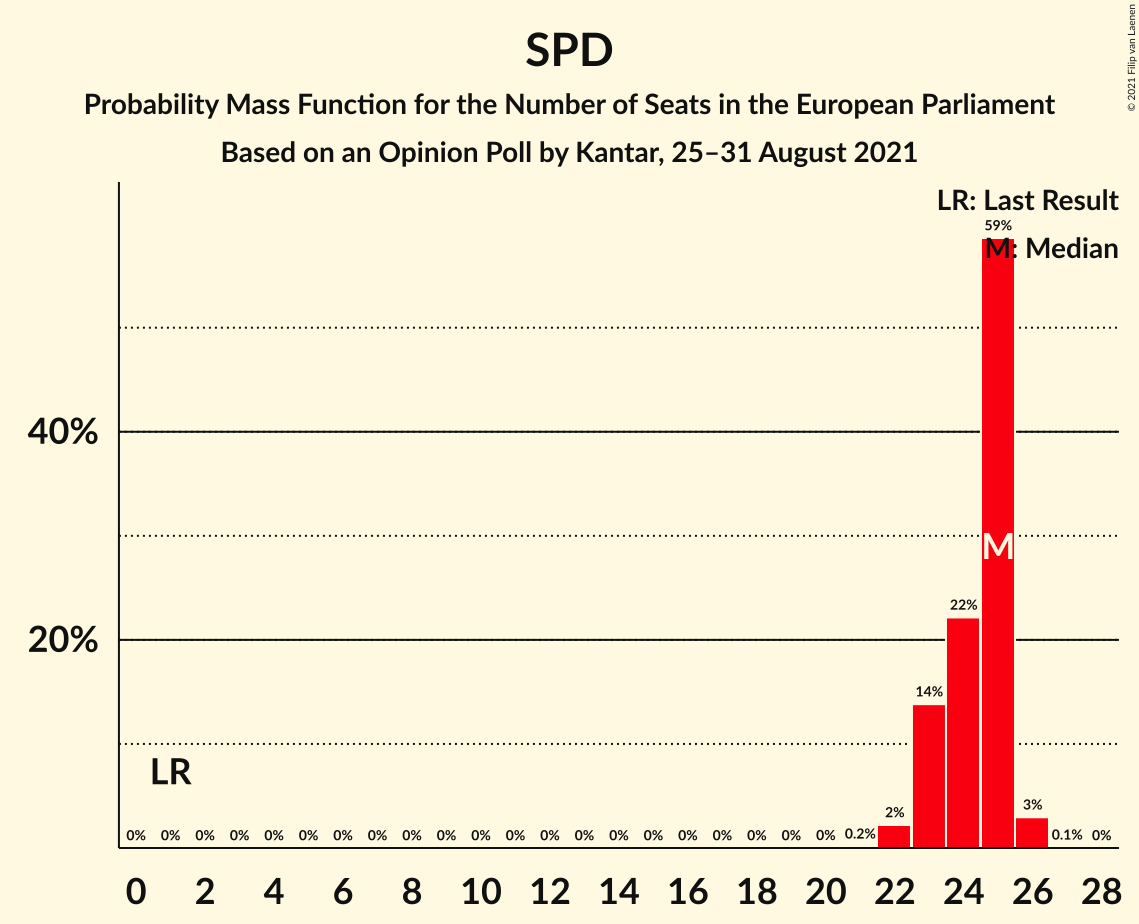 SPD
Probability Mass Function for the Number of Seats in the European Parliament
Based on an Opinion Poll by Kantar, 25–31 August 2021
© 2021 Filip van Laenen
LR: Last Result
59%
M: Median
40%
M
22%
20%
14%
LR
3%
2%
0% 0% 0% 0% 0% 0% 0% 0% 0% 0% 0% 0% 0% 0% 0% 0% 0% 0% 0% 0% 0% 0.2% 0.1% 0%
0 2 4 6 8 10 12 14 16 18 20 22 24 26 28